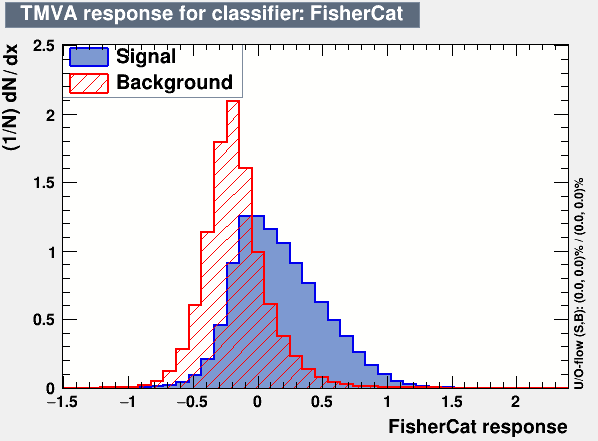 TMVA response for classifier: FisherCat
Signal
Background
(1/N) dN / dx
2.5
2
1.5
1
0.5
0
−1.5 −1 −0.5 0 0.5 1 1.5 2
FisherCat response
U/O-flow (S,B): (0.0, 0.0)% / (0.0, 0.0)%